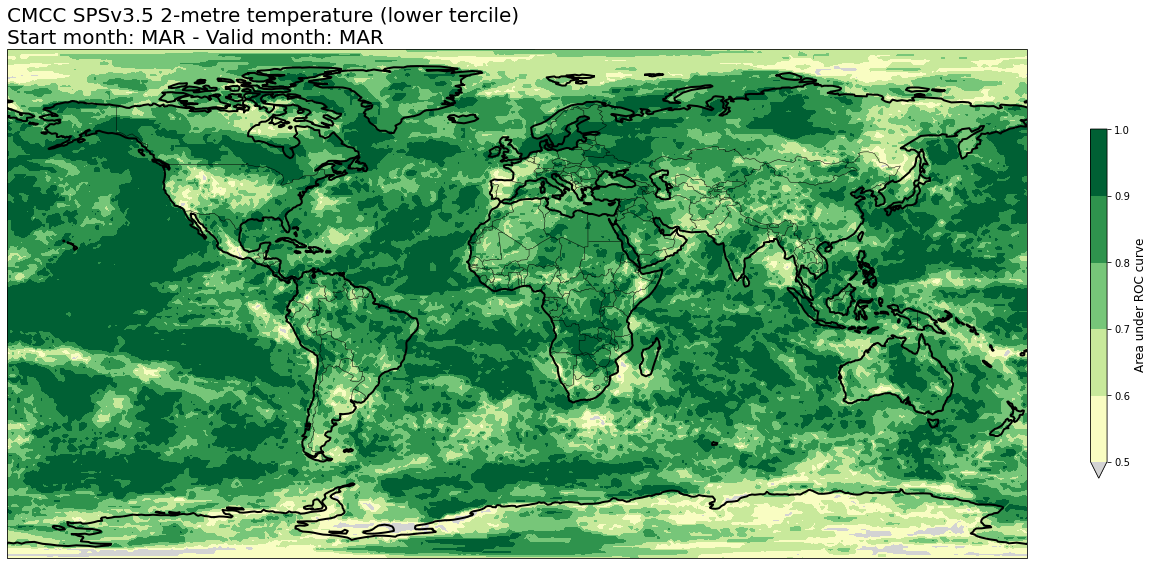 CMCC SPSv3.5 2-metre temperature (lower tercile)
Start month: MAR - Valid month: MAR
1.0
0.9
0.8
0.7
0.6
0.5
Area under ROC curve